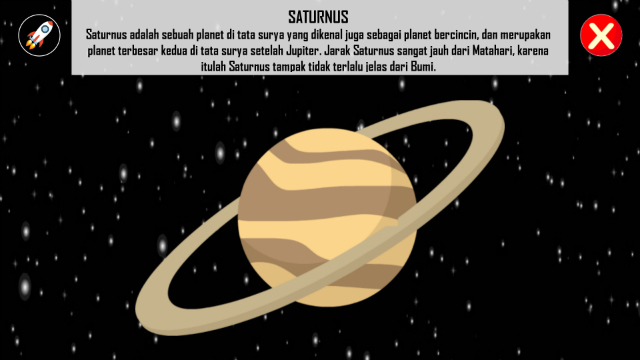 SATURNUS
Saturnus adalah sebuah planet di tata surya yang dikenal juga sebagai planet bercincin, dan merupakan
planet terbesar kedua di tata surya setelah Jupiter. Jarak Saturnus sangat jauh dari Matahari, karena
itulah Saturnus tampak tidak terlalu jelas dari Bumi.